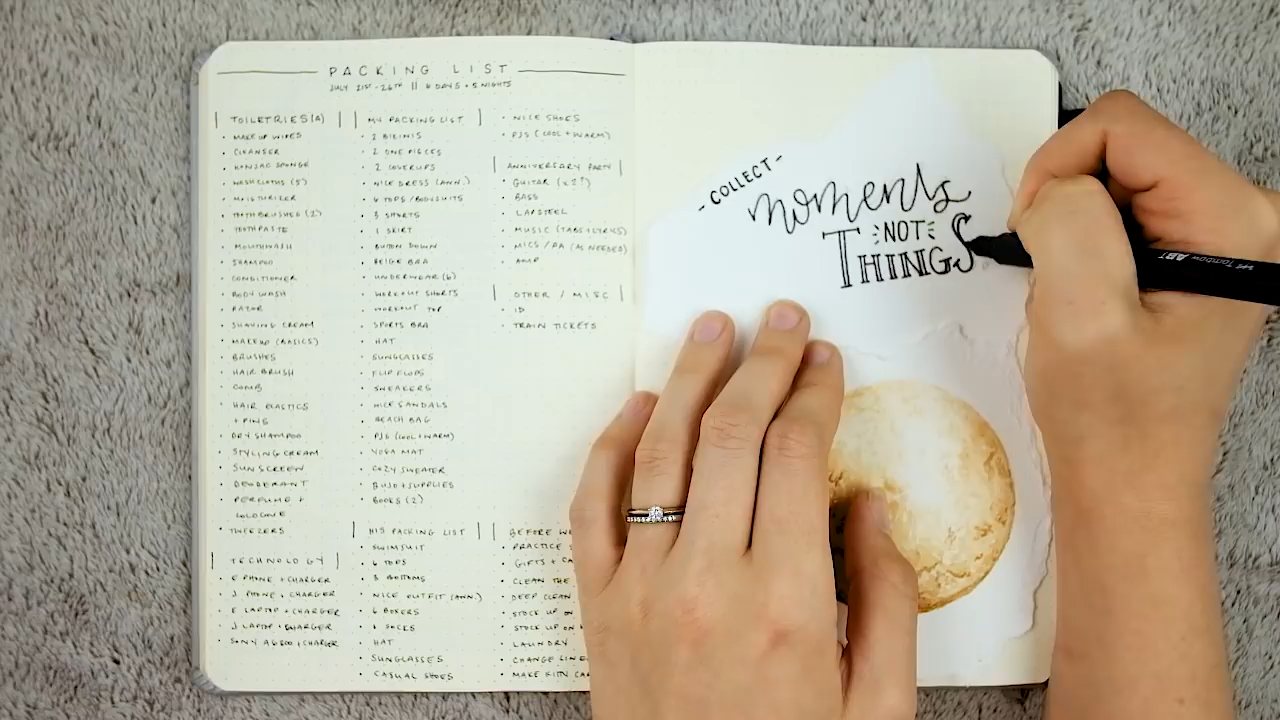 PACKING LIST
JULY 21ST - 26TH || 6 DAYS + 5 NIGHTS
TOILETRIES (A)
• MAKEUP WIPES
• CLEANSER
• KONJAC SPONGE
• WASHCLOTHS (5)
• MOISTURIZER
• TOOTHBRUSHES (2)
• TOOTHPASTE
• MOUTHWASH
• SHAMPOO
• CONDITIONER
• BODY WASH
• RAZOR
• SHAVING CREAM
• MAKEUP (BASICS)
• BRUSHES
• HAIR BRUSH
• COMB
• HAIR ELASTICS
+ PINS
• DRY SHAMPOO
• STYLING CREAM
• SUNSCREEN
• DEODERANT
• PERFUME +
COLOGNE
• TWEEZERS
TECHNOLOGY
• E PHONE + CHARGER
• J PHONE + CHARGER
• E LAPTOP + CHARGER
• J LAPTOP + CHARGER
• SONY A6500 + CHARGER
MY PACKING LIST
• 2 BIKINIS
• 2 ONE PIECES
• 2 COVERUPS
• NICE DRESS (ANN.)
• 6 TOPS / BODYSUITS
• 3 SHORTS
• 1 SKIRT
• BUTTON DOWN
• BEIGE BRA
• UNDERWEAR (6)
• WORKOUT SHORTS
• WORKOUT TOP
• SPORTS BRA
• HAT
• SUNGLASSES
• FLIP FLOPS
• SNEAKERS
• NICE SANDALS
• BEACH BAG
• PJS (COOL + WARM)
• YOGA MAT
• COZY SWEATER
• BUJO + SUPPLIES
• BOOKS (2)
HIS PACKING LIST
• SWIMSUIT
• 6 TOPS
• 3 BOTTOMS
• NICE OUTFIT (ANN.)
• 6 BOXERS
• SOCKS
• HAT
• SUNGLASSES
• CASUAL SHOES
• NICE SHOES
• PJS (COOL + WARM)
ANNIVERSARY PARTY
• GUITAR (x2?)
• BASS
• LAPSTEEL
• MUSIC (TABS + LYRICS)
• MICS / PA (AS NEEDED)
• AMP
OTHER / MISC
• ID
• TRAIN TICKETS
BEFORE WE
• PRACTICE
• GIFTS +
• CLEAN THE
• DEEP CLEAN
• STOCK UP ON
• STOCK UP ON
• LAUNDRY
• CHANGE
• MAKE
- COLLECT -
moments
NOT
THINGS
Tombow ABT